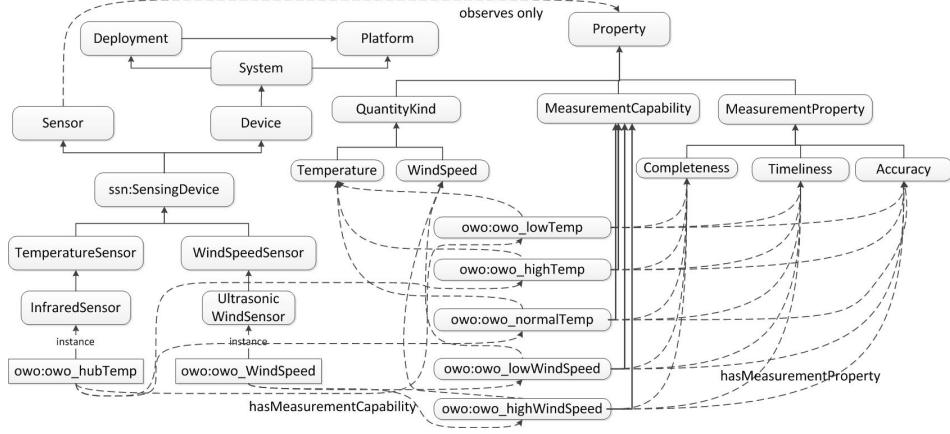 observes only
Deployment
Platform
Property
System
Sensor
Device
QuantityKind
MeasurementCapability
MeasurementProperty
Temperature
WindSpeed
Completeness
Timeliness
Accuracy
ssn:SensingDevice
owo:owo_lowTemp
TemperatureSensor
WindSpeedSensor
owo:owo_highTemp
InfraredSensor
Ultrasonic
WindSensor
owo:owo_normalTemp
instance
instance
owo:owo_hubTemp
owo:owo_WindSpeed
owo:owo_lowWindSpeed
hasMeasurementProperty
hasMeasurementCapability
owo:owo_highWindSpeed